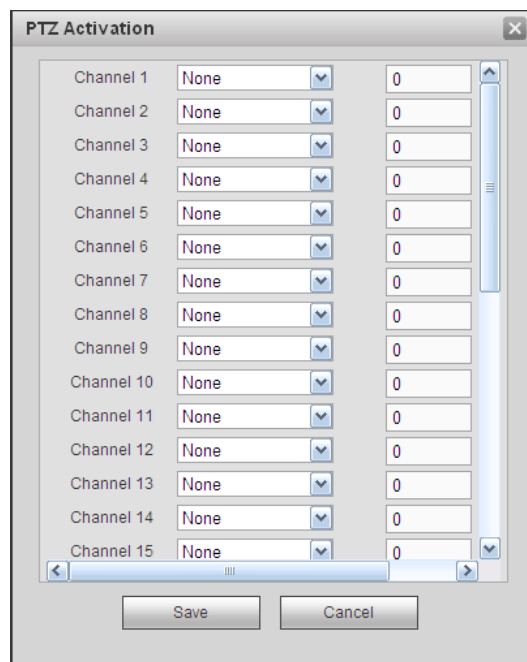 PTZ Activation
Channel 1 None 0
Channel 2 None 0
Channel 3 None 0
Channel 4 None 0
Channel 5 None 0
Channel 6 None 0
Channel 7 None 0
Channel 8 None 0
Channel 9 None 0
Channel 10 None 0
Channel 11 None 0
Channel 12 None 0
Channel 13 None 0
Channel 14 None 0
Channel 15 None 0
Save Cancel